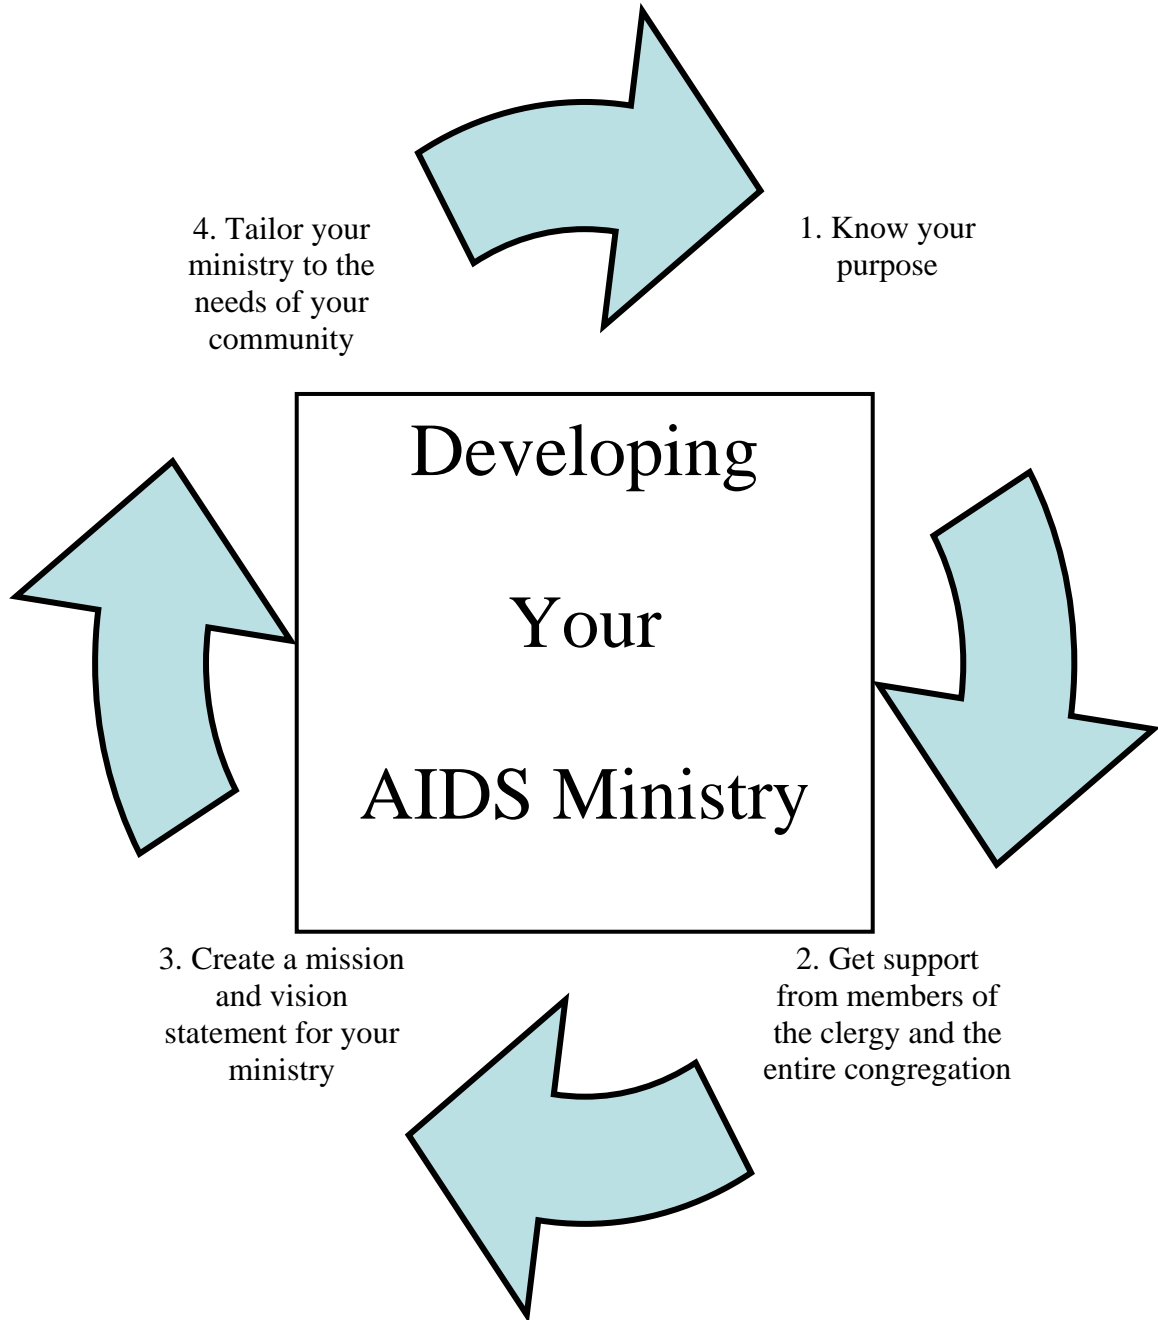 4. Tailor your
ministry to the
needs of your
community
1. Know your
purpose
Developing
Your
AIDS Ministry
3. Create a mission
and vision
statement for your
ministry
2. Get support
from members of
the clergy and the
entire congregation